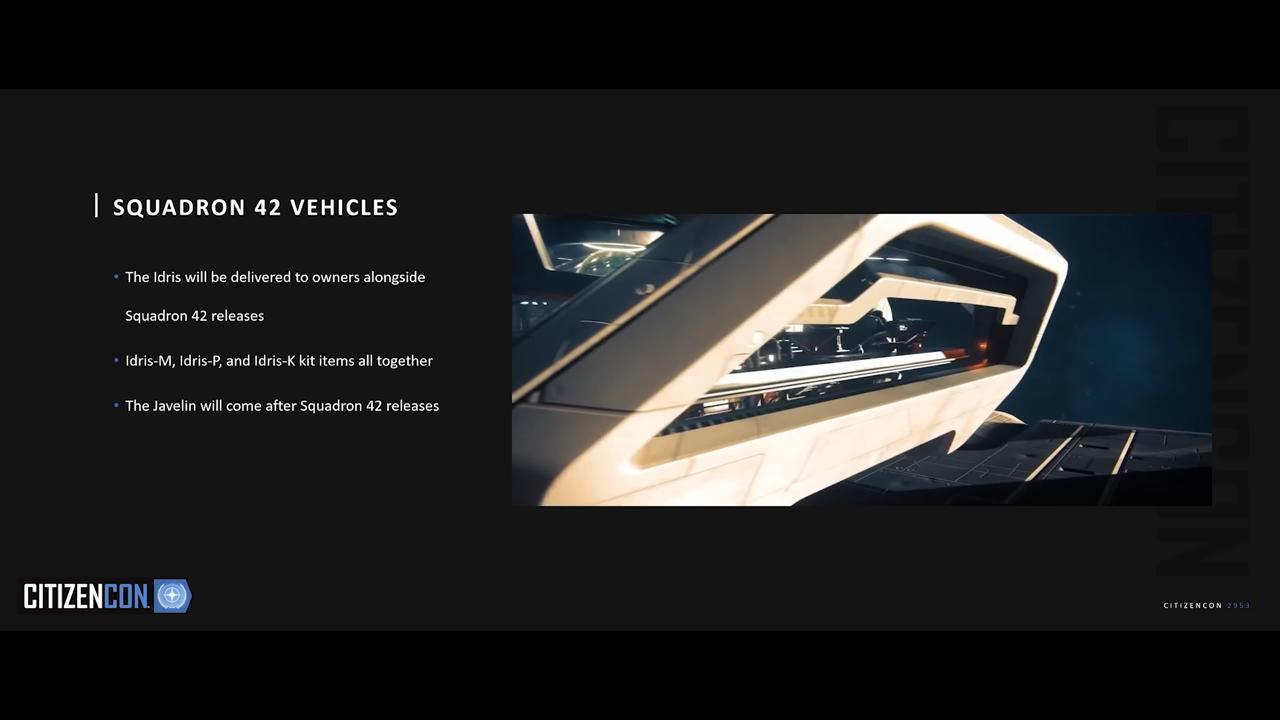 SQUADRON 42 VEHICLES
• The Idris will be delivered to owners alongside
Squadron 42 releases
• Idris-M, Idris-P, and Idris-K kit items all together
• The Javelin will come after Squadron 42 releases
CITIZENCON
CITIZENCON
CITIZENCON 2953